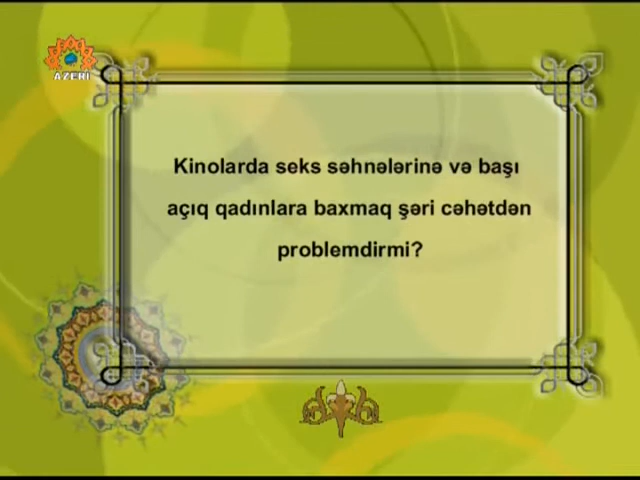 AZERİ
Kinolarda seks səhnələrinə və başı
açıq qadınlara baxmaq şəri cəhətdən
problemdirmi?